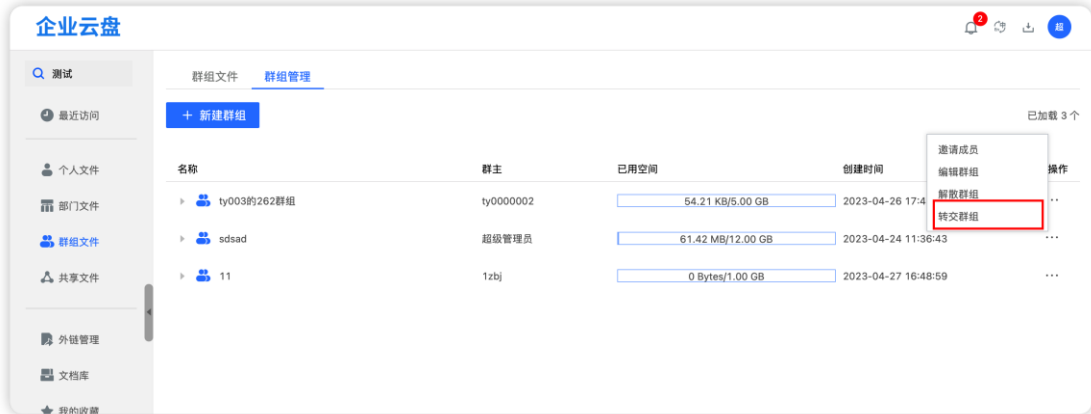 企业云盘
2
超
测试
最近访问
个人文件
部门文件
群组文件
共享文件
外链管理
文档库
我的收藏
群组文件 群组管理
+ 新建群组
已加载 3 个
名称 群主 已用空间 创建时间 操作
ty003的262群组 ty0000002 54.21 KB/5.00 GB 2023-04-26 17:4
sdsad 超级管理员 61.42 MB/12.00 GB 2023-04-24 11:36:43 ...
11 1zbj 0 Bytes/1.00 GB 2023-04-27 16:48:59 ...
邀请成员
编辑群组
解散群组
转交群组